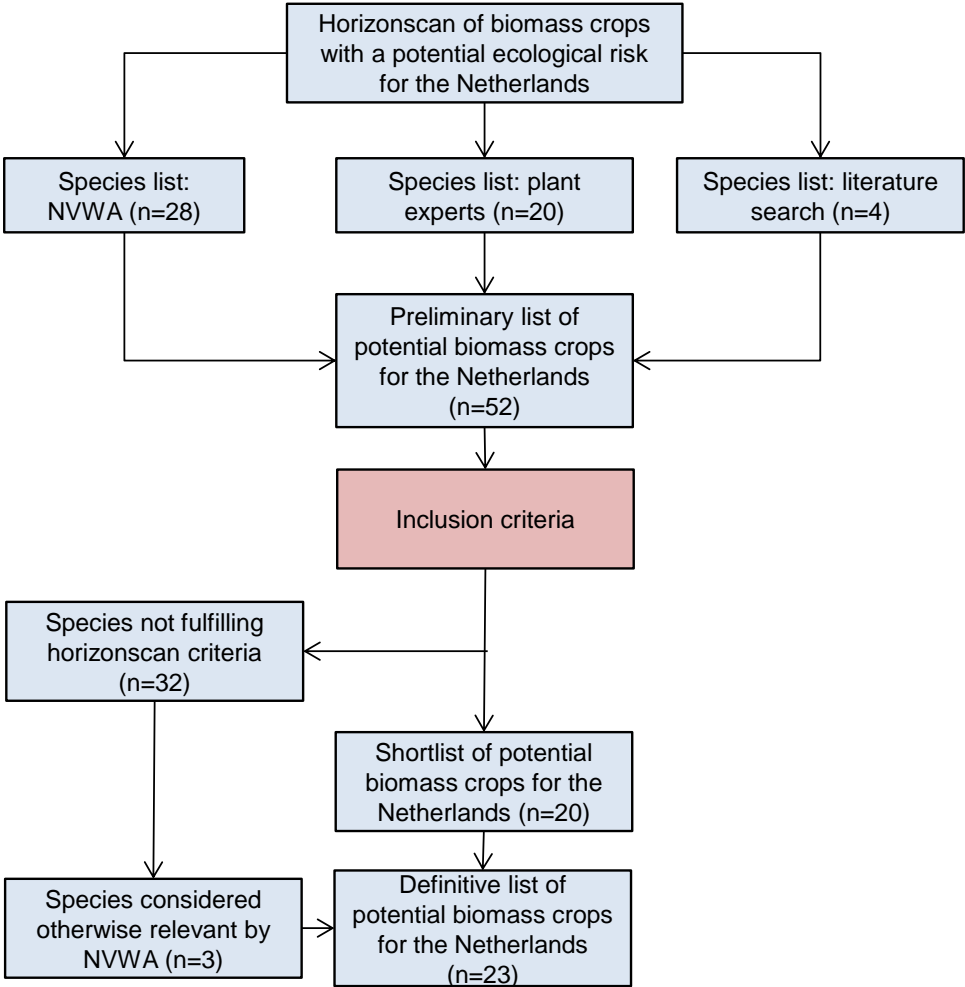 Horizonscan of biomass crops
with a potential ecological risk
for the Netherlands
Species list:
NVWA (n=28)
Species list: plant
experts (n=20)
Species list: literature
search (n=4)
Preliminary list of
potential biomass crops
for the Netherlands
(n=52)
Inclusion criteria
Species not fulfilling
horizonscan criteria
(n=32)
Shortlist of potential
biomass crops for the
Netherlands (n=20)
Species considered
otherwise relevant by
NVWA (n=3)
Definitive list of
potential biomass crops
for the Netherlands
(n=23)